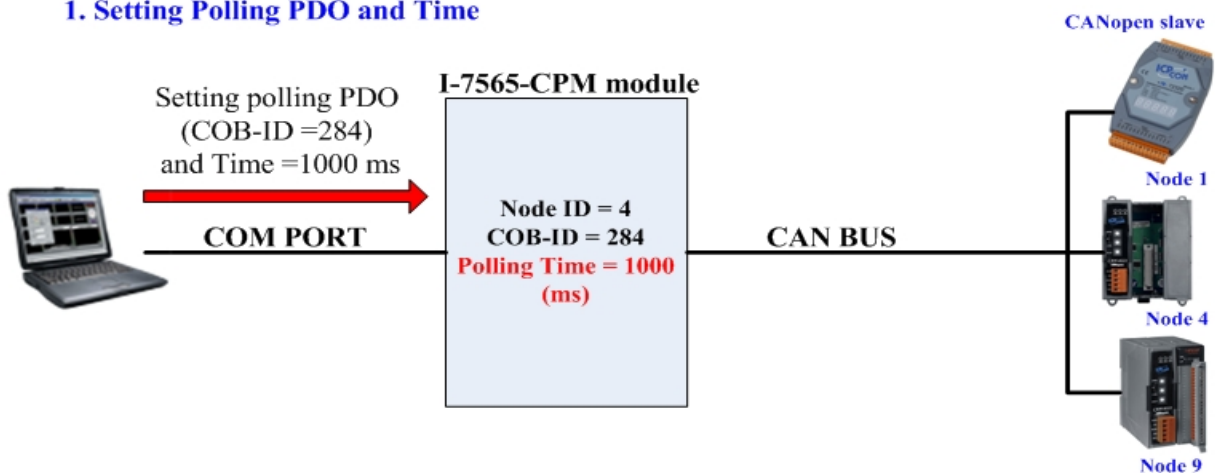 1. Setting Polling PDO and Time
CANopen slave
Setting polling PDO
(COB-ID =284)
and Time =1000 ms
I-7565-CPM module
Node ID = 4
COB-ID = 284
Polling Time = 1000
(ms)
COM PORT
CAN BUS
ICP
CON
Node 1
Node 4
Node 9